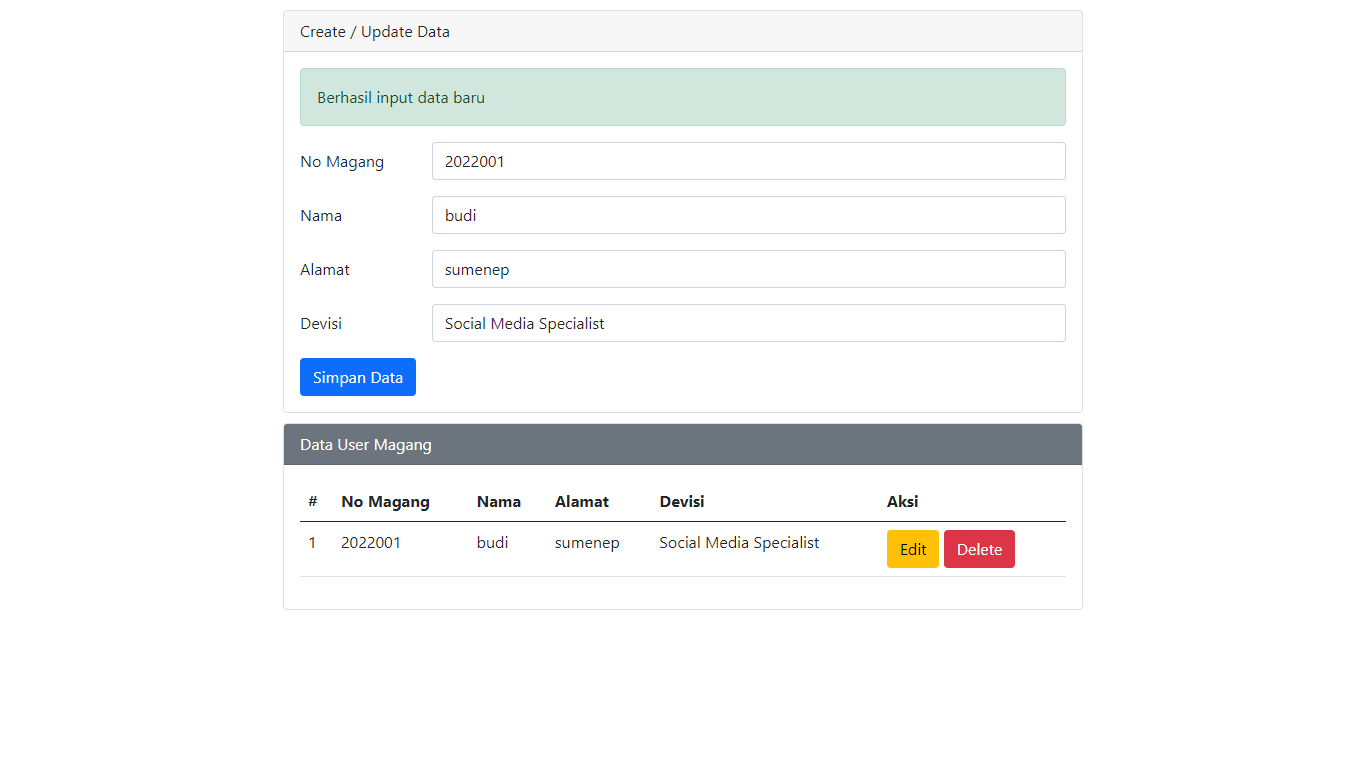 Create / Update Data
Berhasil input data baru
No Magang 2022001
Nama budi
Alamat sumenep
Devisi Social Media Specialist
Simpan Data
Data User Magang
# No Magang Nama Alamat Devisi Aksi
1 2022001 budi sumenep Social Media Specialist Edit Delete